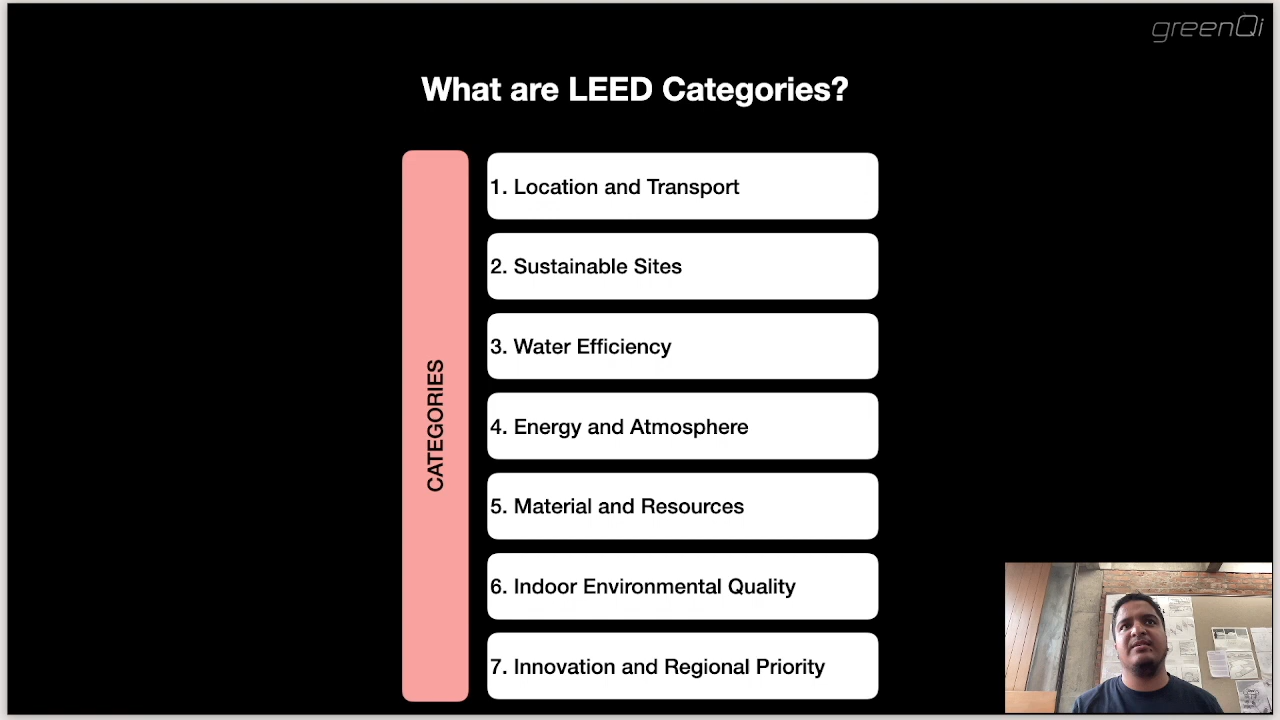 greenQi
What are LEED Categories?
CATEGORIES
1. Location and Transport
2. Sustainable Sites
3. Water Efficiency
4. Energy and Atmosphere
5. Material and Resources
6. Indoor Environmental Quality
7. Innovation and Regional Priority